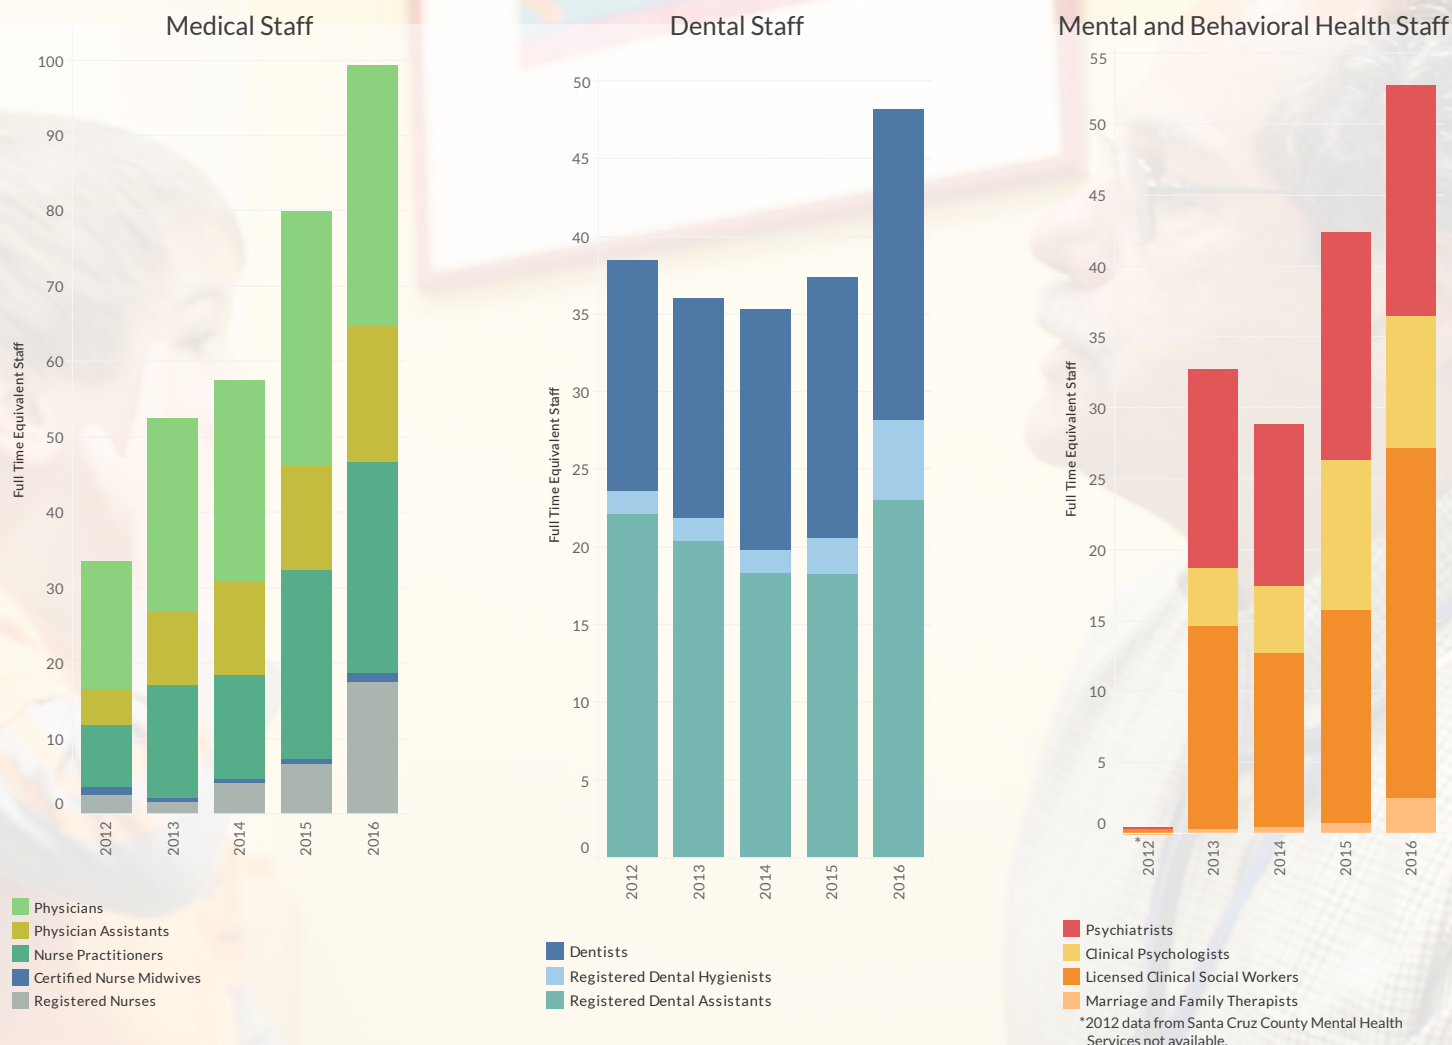 Medical Staff
Full Time Equivalent Staff
100
90
80
70
60
50
40
30
20
10
0
2012
2013
2014
2015
2016
Physicians
Physician Assistants
Nurse Practitioners
Certified Nurse Midwives
Registered Nurses
Dental Staff
Full Time Equivalent Staff
50
45
40
35
30
25
20
15
10
5
0
2012
2013
2014
2015
2016
Dentists
Registered Dental Hygienists
Registered Dental Assistants
Mental and Behavioral Health Staff
Full Time Equivalent Staff
55
50
45
40
35
30
25
20
15
10
5
0
*
2012
2013
2014
2015
2016
Psychiatrists
Clinical Psychologists
Licensed Clinical Social Workers
Marriage and Family Therapists
*2012 data from Santa Cruz County Mental Health
Services not available.